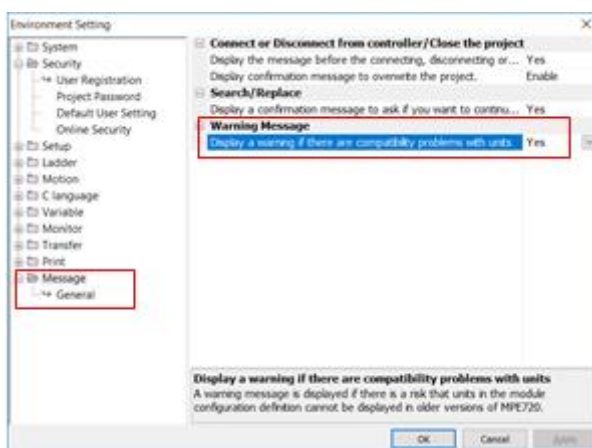 Environment Setting
System
Security
User Registration
Project Password
Default User Setting
Online Security
Setup
Ladder
Motion
C language
Variable
Monitor
Transfer
Print
Message
General
Connect or Disconnect from controller/Close the project
Display the message before the connecting, disconnecting or... Yes
Display confirmation message to overwrite the project. Enable
Search/Replace
Display a confirmation message to ask if you want to continu... Yes
Warning Message
Display a warning if there are compatibility problems with units Yes
Display a warning if there are compatibility problems with units
A warning message is displayed if there is a risk that units in the module
configuration definition cannot be displayed in older versions of MPE720.
OK Cancel Apply